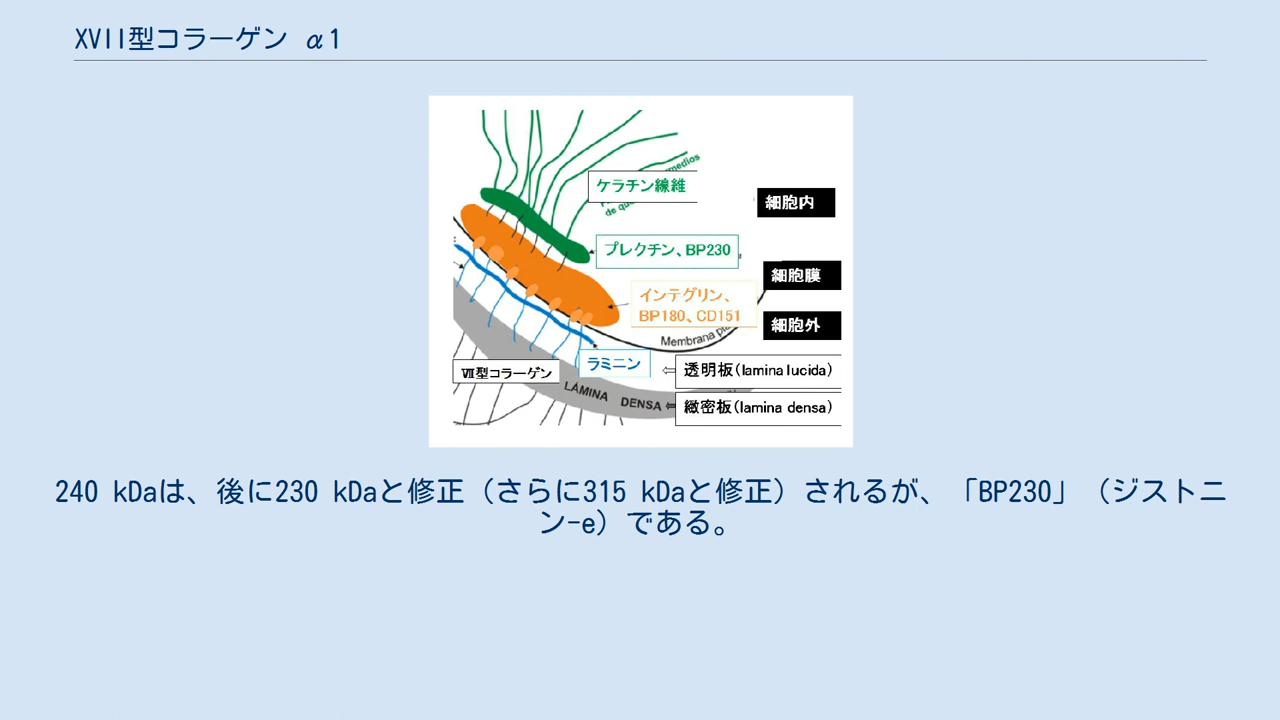 XVII型コラーゲン α1
ermedios
ケラチン線維
de que
細胞内
プレクチン、BP230
細胞膜
インテグリン、
BP180、CD151
細胞外
Membrana
ラミニン
透明板(lamina lucida)
VII型コラーゲン
LÁMINA DENSA
緻密板(lamina densa)
240 kDaは、後に230 kDaと修正（さらに315 kDaと修正）されるが、「BP230」（ジストニ
ン-e）である。